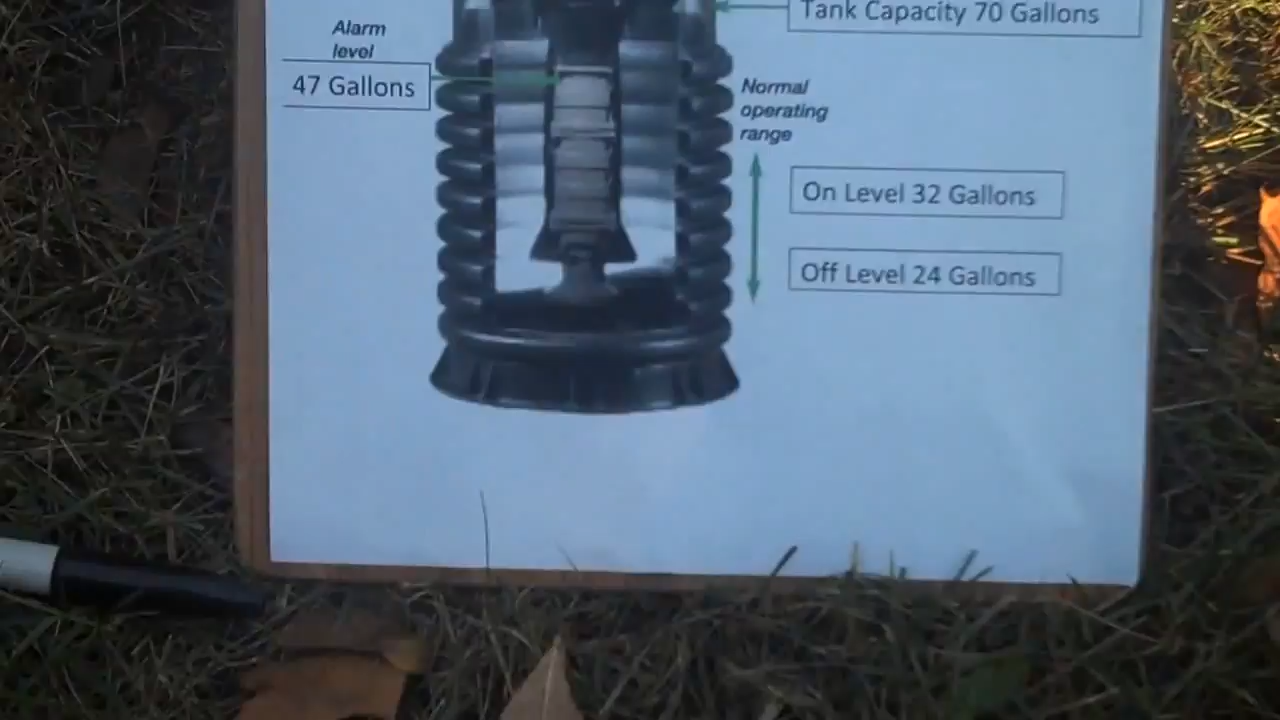 Tank Capacity 70 Gallons
Alarm
level
47 Gallons
Normal
operating
range
On Level 32 Gallons
Off Level 24 Gallons